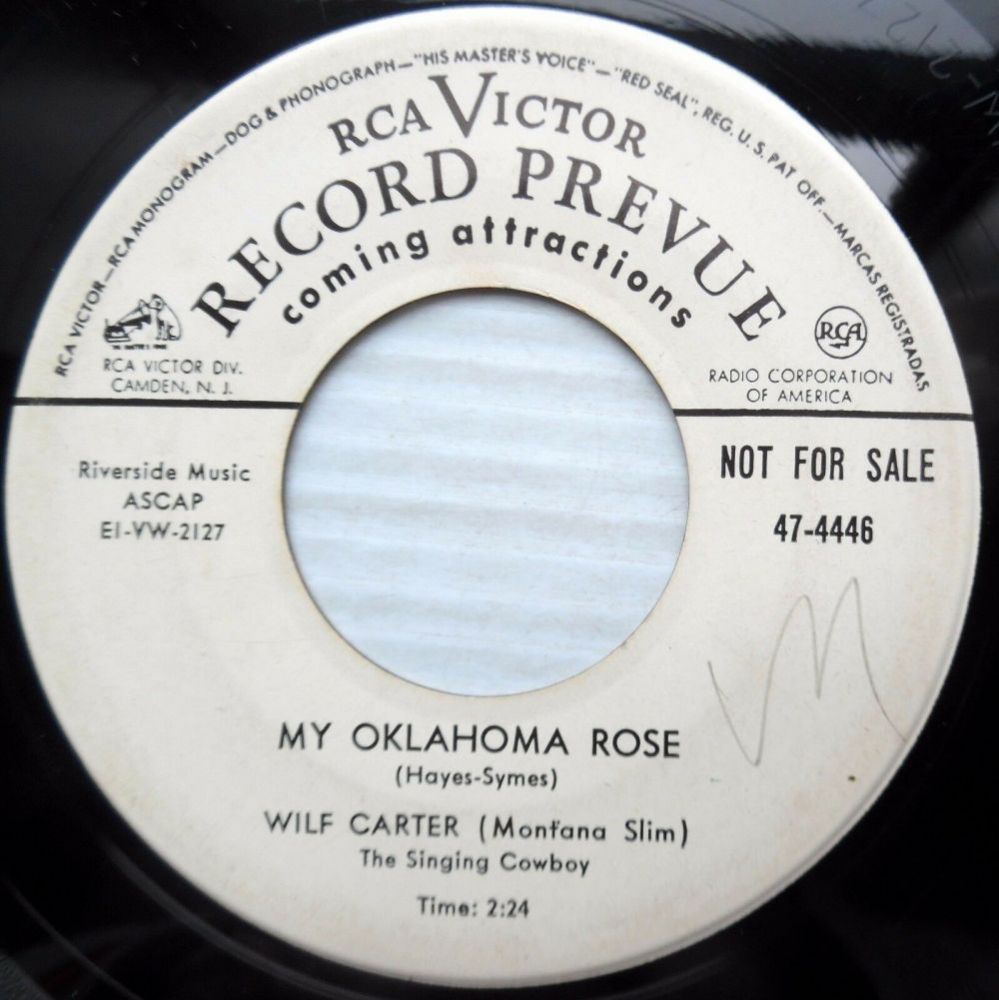 RCA VICTOR—RCA MONOGRAM—DOG & PHONOGRAPH—"HIS MASTER'S VOICE"—"RED SEAL", REG. U. S. PAT OFF.—MARCAS REGISTRADAS
RCA VICTOR
RECORD PREVUE
coming attractions
RCA VICTOR DIV.
CAMDEN, N. J.
RCA
RADIO CORPORATION
OF AMERICA
Riverside Music
ASCAP
E1-VW-2127
NOT FOR SALE
47-4446
MY OKLAHOMA ROSE
(Hayes-Symes)
WILF CARTER (Montana Slim)
The Singing Cowboy
Time: 2:24